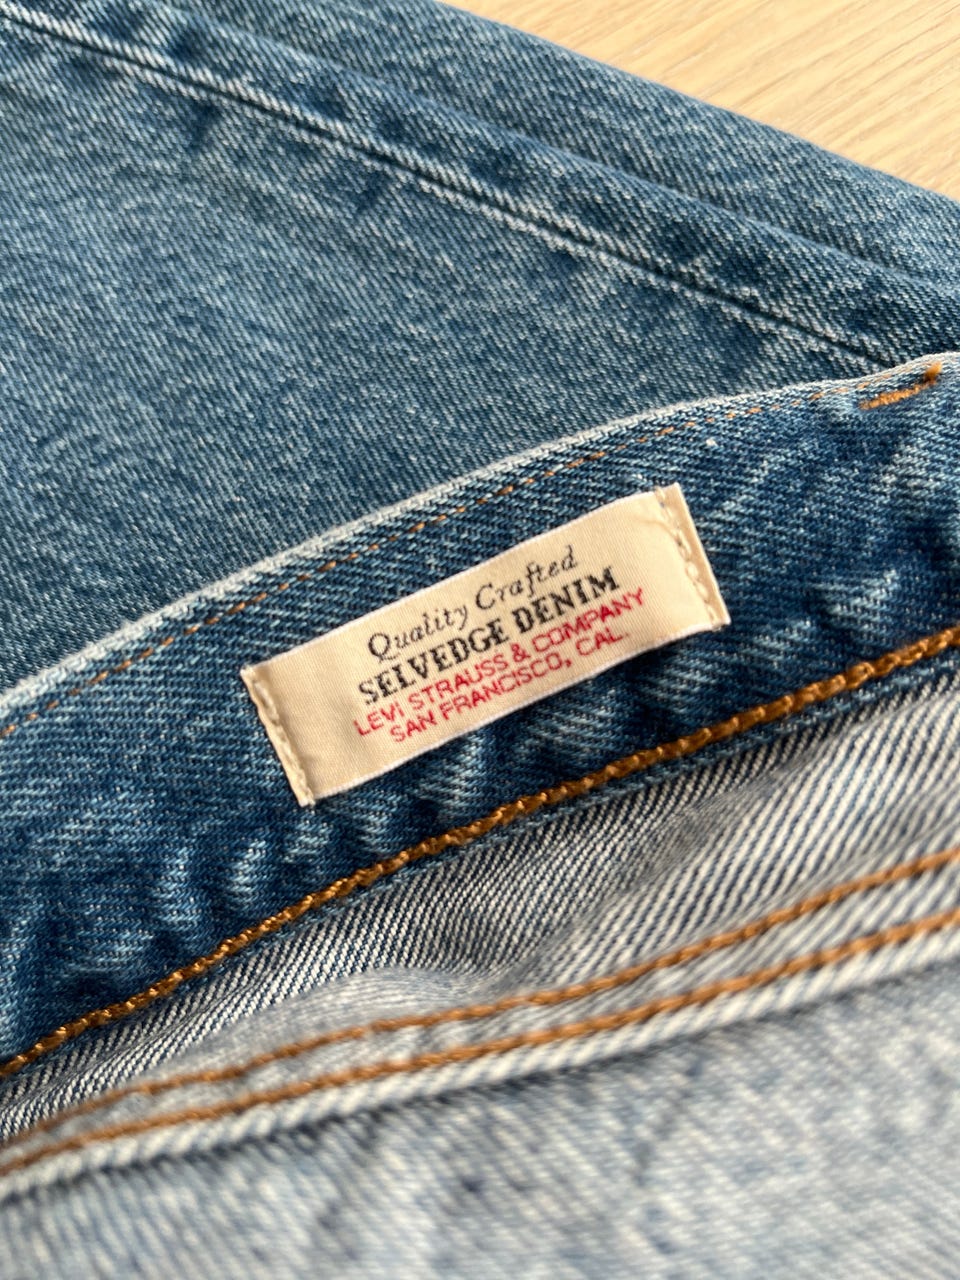 Quality Crafted
SELVEDGE DENIM
LEVI STRAUSS & COMPANY
SAN FRANCISCO, CAL.